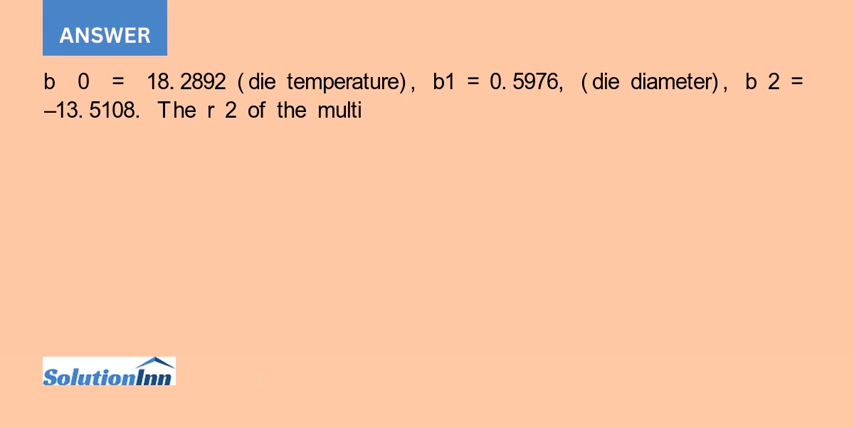 ANSWER
b 0 = 18. 2892 ( die temperature) , b1 = 0. 5976, ( die diameter) , b 2 =
–13. 5108. The r 2 of the multi
SolutionInn